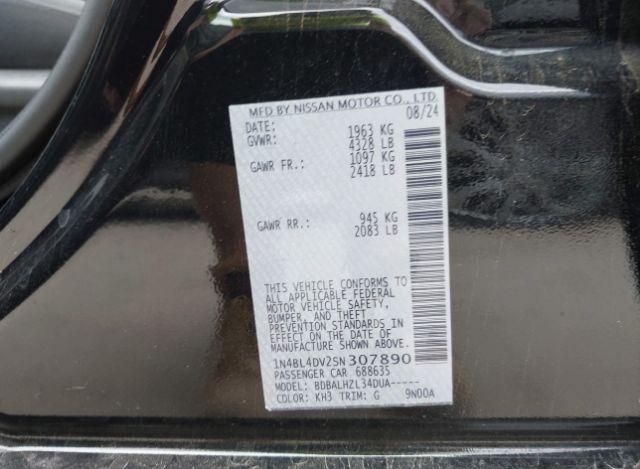 MFD BY NISSAN MOTOR CO., LTD.
DATE: 08/24
GVWR: 1963 KG
4328 LB
GAWR FR.: 1097 KG
2418 LB
GAWR RR.: 945 KG
2083 LB
THIS VEHICLE CONFORMS TO
ALL APPLICABLE FEDERAL
MOTOR VEHICLE SAFETY,
BUMPER, AND THEFT
PREVENTION STANDARDS IN
EFFECT ON THE DATE OF
MANUFACTURE SHOWN ABOVE.
1N4BL4DV2SN307890
PASSENGER CAR 688635
MODEL: BDBALHZL34DUA-----
COLOR: KH3 TRIM: G 9N00A